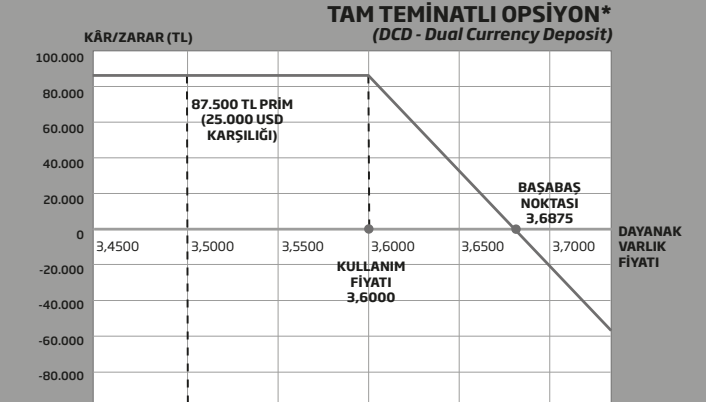 TAM TEMİNATLI OPSİYON*
(DCD - Dual Currency Deposit)
KÂR/ZARAR (TL)
100.000
80.000
60.000
40.000
20.000
0
-20.000
-40.000
-60.000
-80.000
87.500 TL PRİM
(25.000 USD
KARŞILIĞI)
BAŞABAŞ
NOKTASI
3,6875
3,4500 3,5000 3,5500 3,6000 3,6500 3,7000
DAYANAK
VARLIK
FİYATI
KULLANIM
FİYATI
3,6000